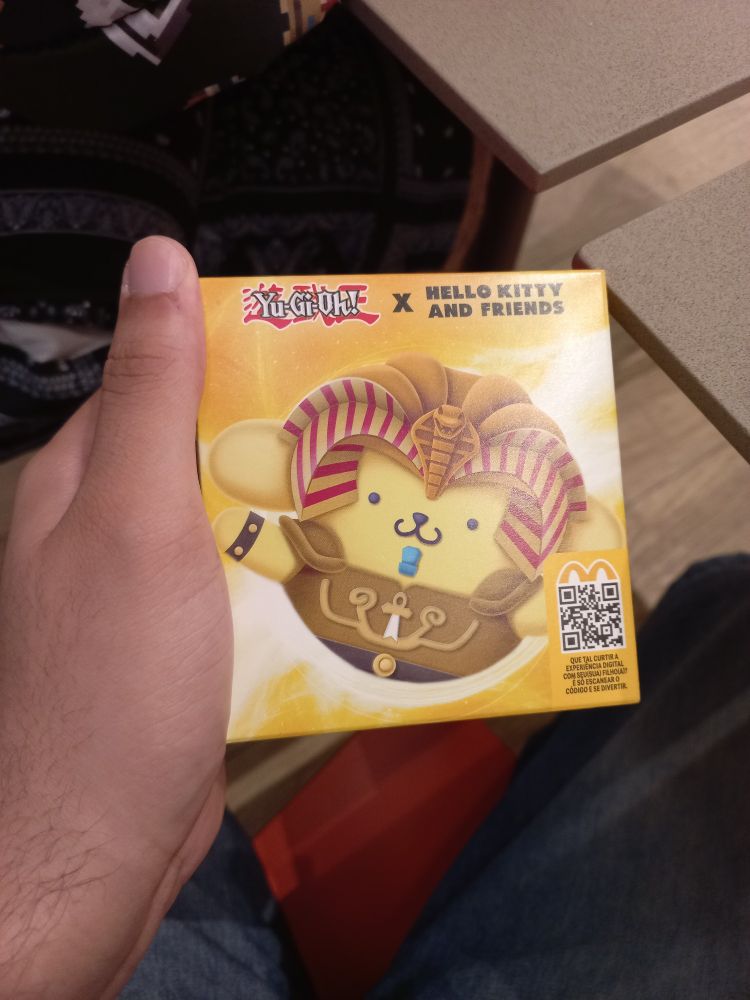 Yu-Gi-Oh! X HELLO KITTY
AND FRIENDS
QUE TAL CURTIR A
EXPERIÊNCIA DIGITAL
COM SEU(SUA) FILHO(A)?
É SÓ ESCANEAR O
CÓDIGO E SE DIVERTIR.